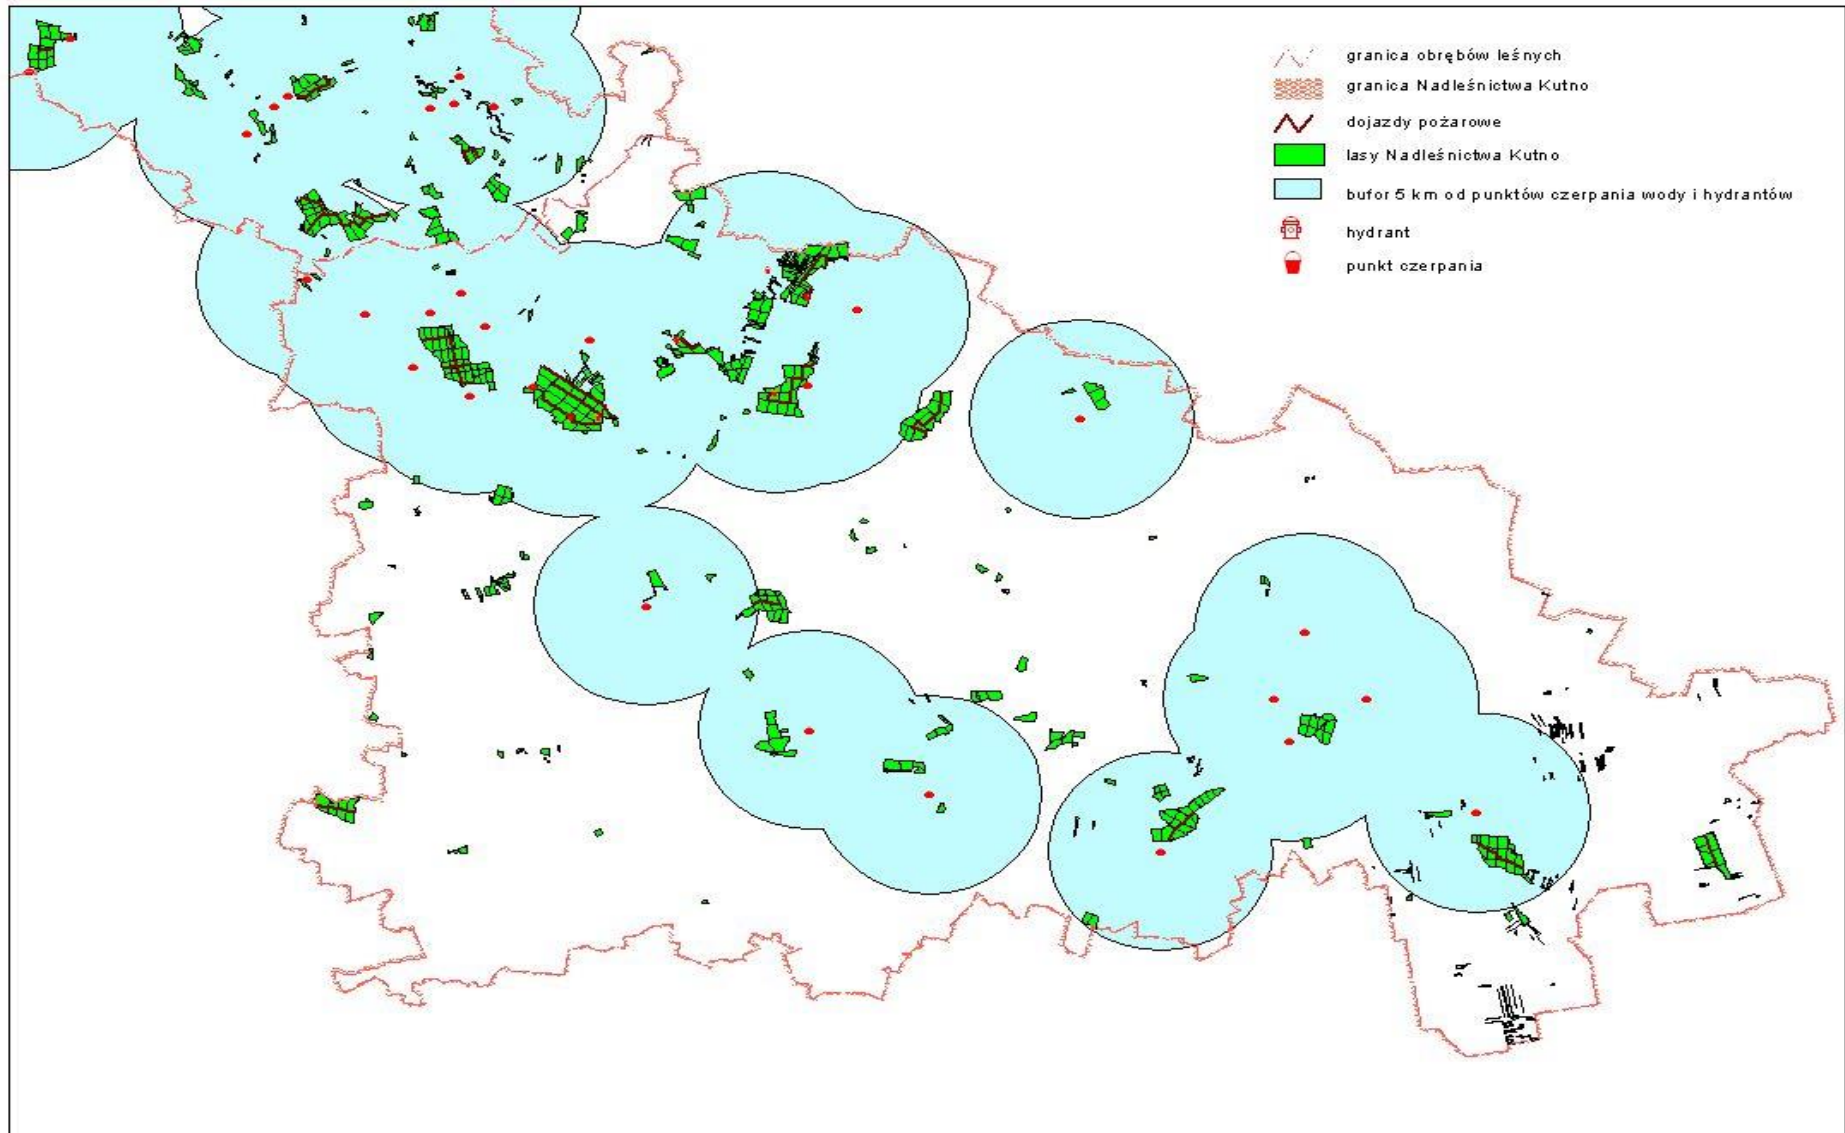 granica obrębów leśnych
granica Nadleśnictwa Kutno
dojazdy pożarowe
lasy Nadleśnictwa Kutno
bufor 5 km od punktów czerpania wody i hydrantów
hydrant
punkt czerpania